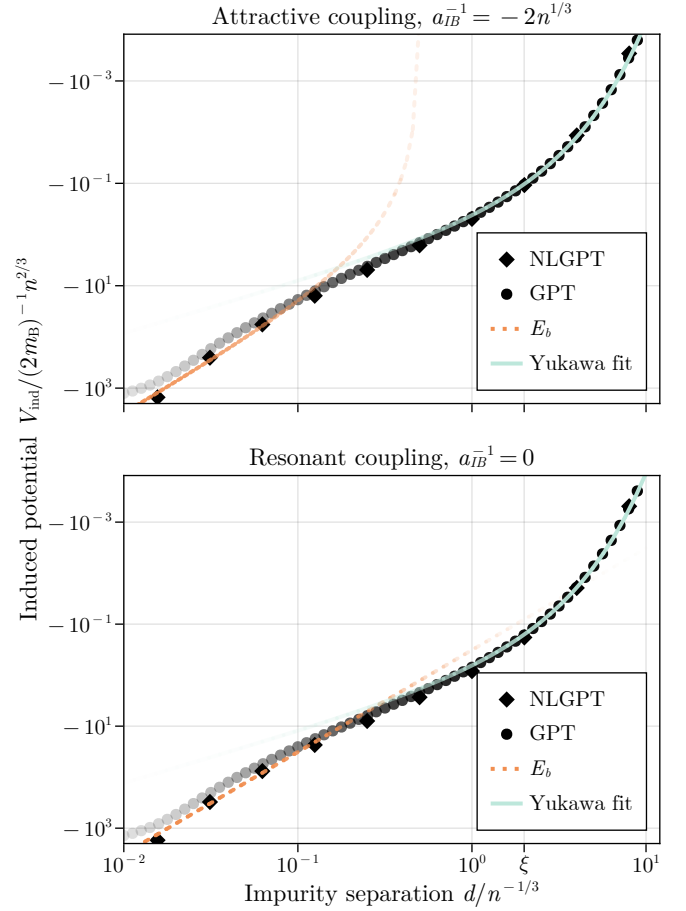 Attractive coupling, $a_{IB}^{-1} = -2n^{1/3}$
$-10^{-3}$
$-10^{-1}$
$-10^{1}$
$-10^{3}$
NLGPT
GPT
$E_b$
Yukawa fit
Induced potential $V_{\mathrm{ind}}/(2m_{\mathrm{B}})^{-1}n^{2/3}$
Resonant coupling, $a_{IB}^{-1} = 0$
$-10^{-3}$
$-10^{-1}$
$-10^{1}$
$-10^{3}$
NLGPT
GPT
$E_b$
Yukawa fit
$10^{-2}$ $10^{-1}$ $10^{0}$ $\xi$ $10^{1}$
Impurity separation $d/n^{-1/3}$